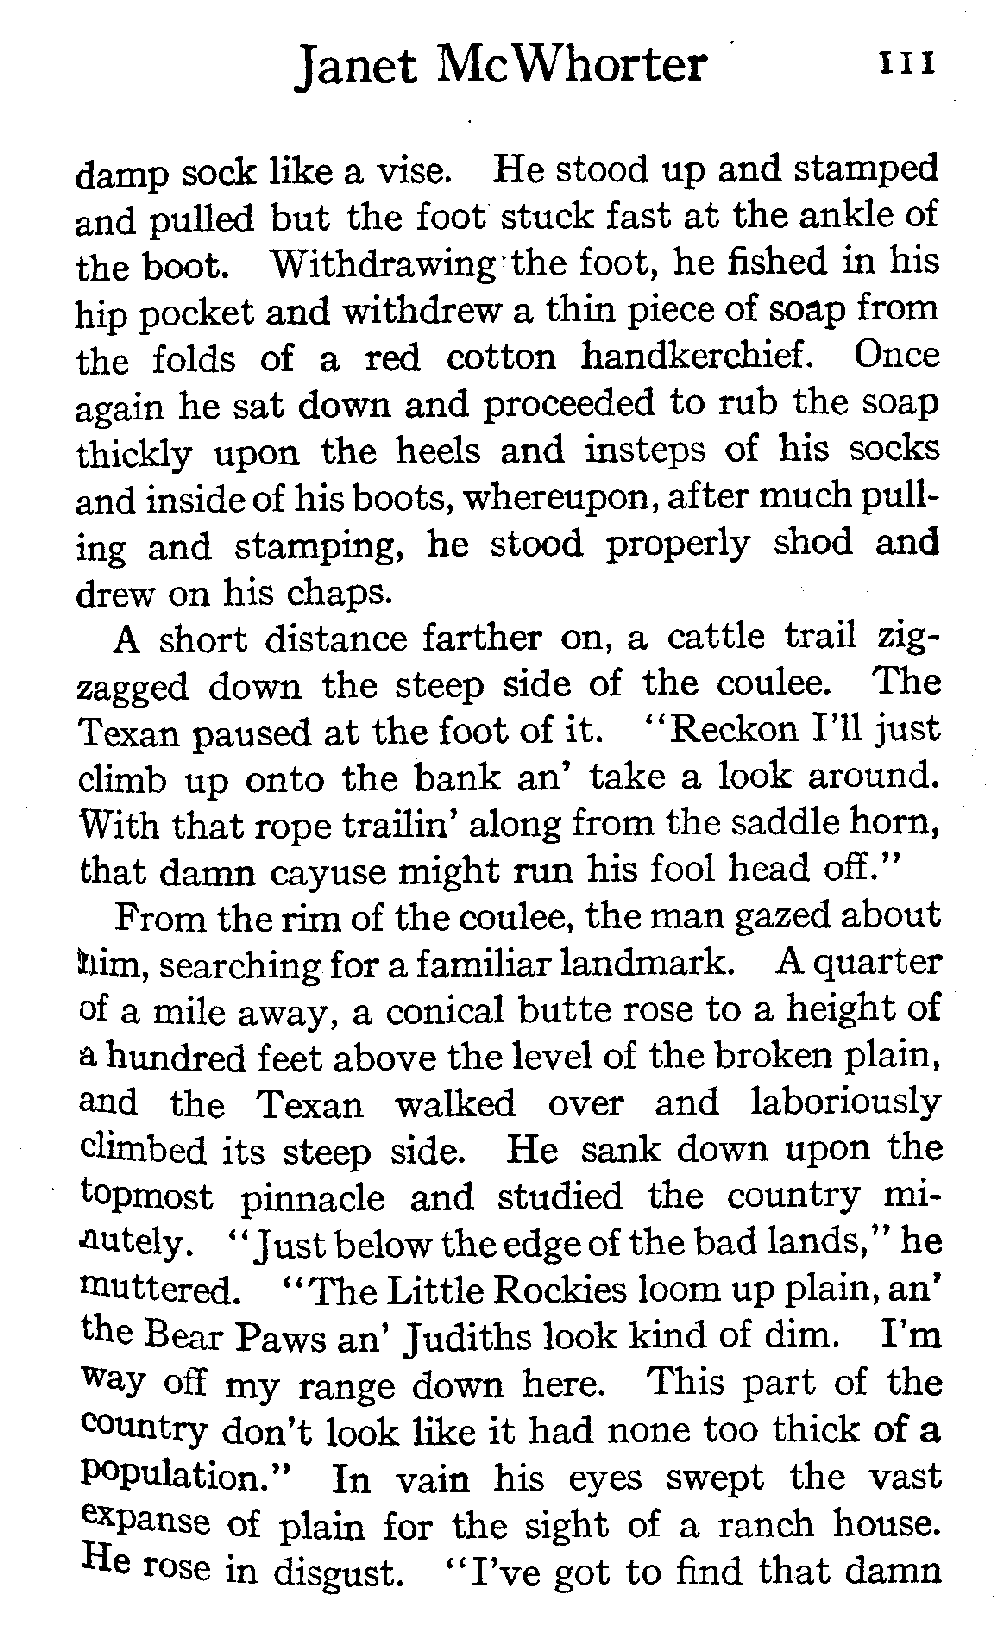 Janet McWhorter 111
damp sock like a vise. He stood up and stamped
and pulled but the foot stuck fast at the ankle of
the boot. Withdrawing the foot, he fished in his
hip pocket and withdrew a thin piece of soap from
the folds of a red cotton handkerchief. Once
again he sat down and proceeded to rub the soap
thickly upon the heels and insteps of his socks
and inside of his boots, whereupon, after much pull-
ing and stamping, he stood properly shod and
drew on his chaps.
A short distance farther on, a cattle trail zig-
zagged down the steep side of the coulee. The
Texan paused at the foot of it. "Reckon I'll just
climb up onto the bank an' take a look around.
With that rope trailin' along from the saddle horn,
that damn cayuse might run his fool head off."
From the rim of the coulee, the man gazed about
him, searching for a familiar landmark. A quarter
of a mile away, a conical butte rose to a height of
a hundred feet above the level of the broken plain,
and the Texan walked over and laboriously
climbed its steep side. He sank down upon the
topmost pinnacle and studied the country mi-
nutely. "Just below the edge of the bad lands," he
muttered. "The Little Rockies loom up plain, an'
the Bear Paws an' Judiths look kind of dim. I'm
way off my range down here. This part of the
country don't look like it had none too thick of a
population." In vain his eyes swept the vast
expanse of plain for the sight of a ranch house.
He rose in disgust. "I've got to find that damn